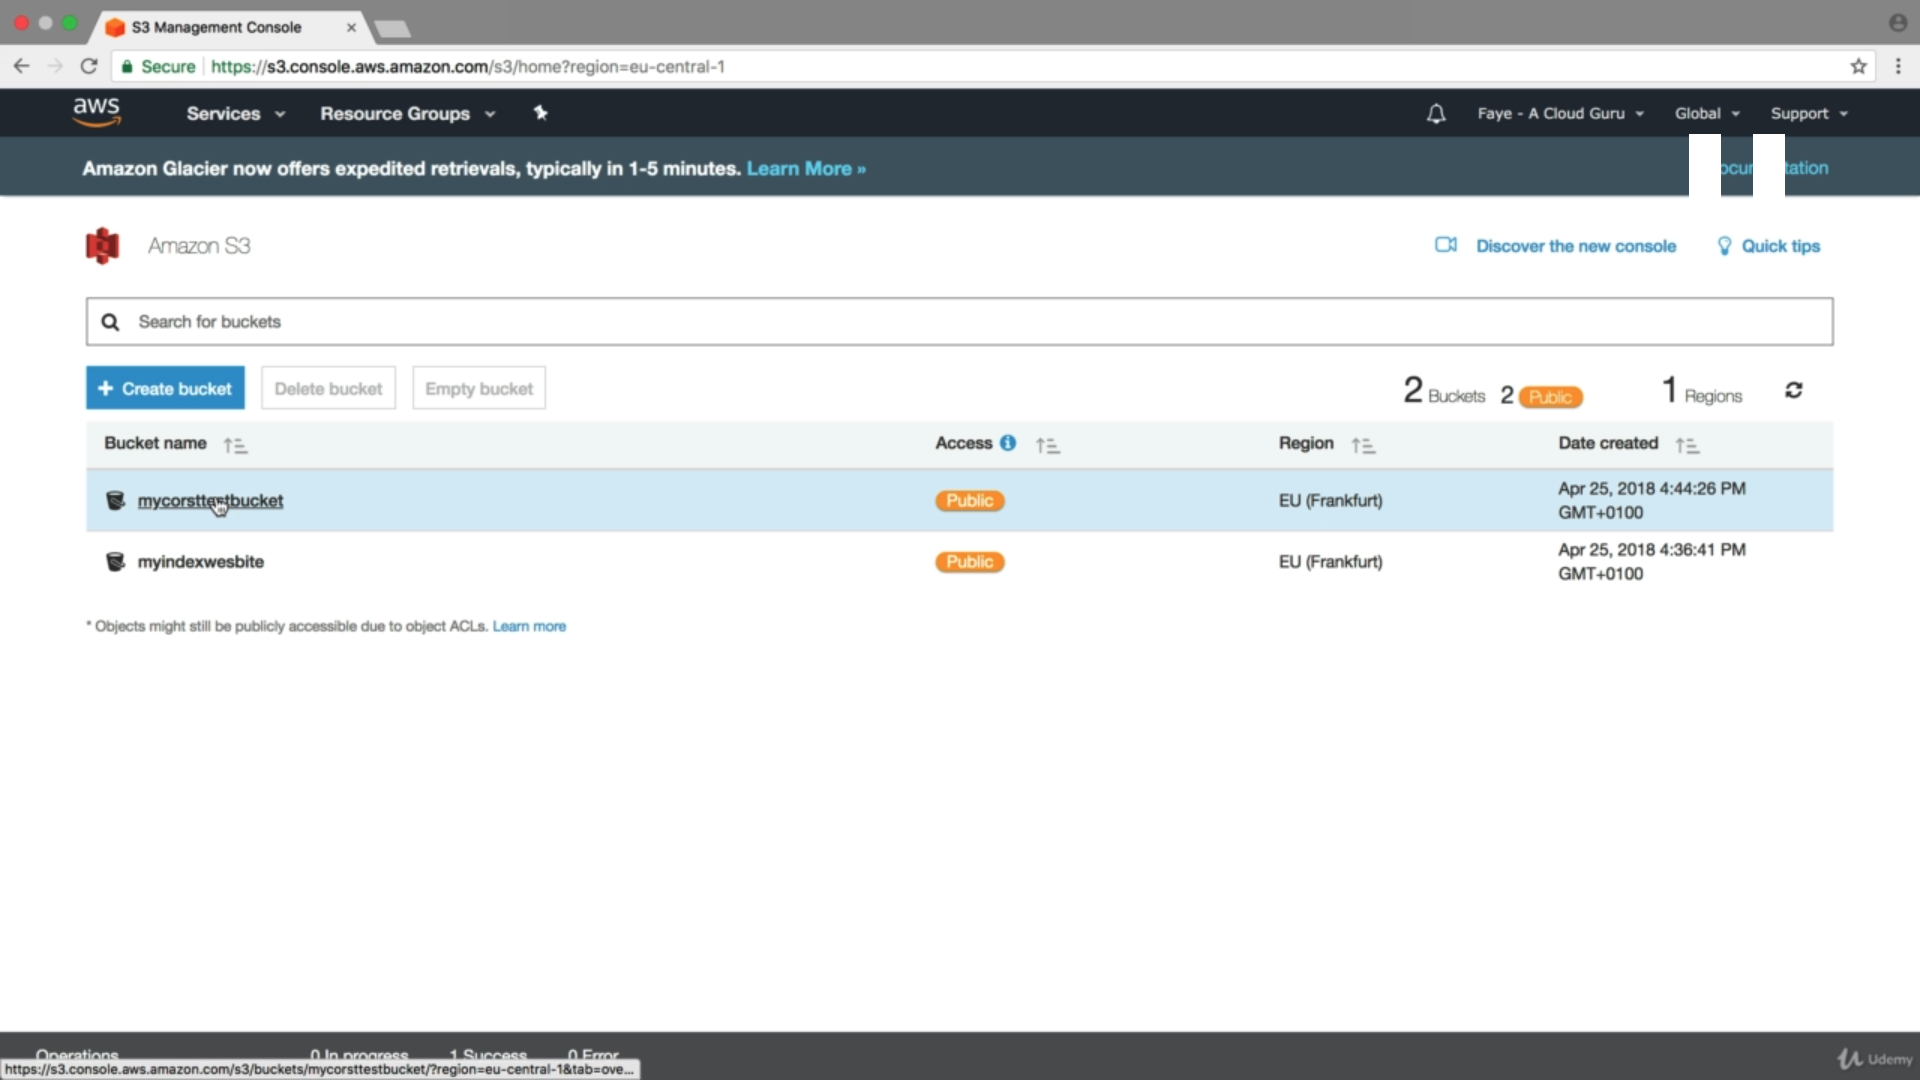 S3 Management Console
Secure https://s3.console.aws.amazon.com/s3/home?region=eu-central-1
aws Services Resource Groups Faye - A Cloud Guru Global Support
Amazon Glacier now offers expedited retrievals, typically in 1-5 minutes. Learn More »
Amazon S3 Discover the new console Quick tips
Search for buckets
+ Create bucket Delete bucket Empty bucket 2 Buckets 2 Public 1 Regions
Bucket name Access Region Date created
mycorsttestbucket Public EU (Frankfurt) Apr 25, 2018 4:44:26 PM
GMT+0100
myindexwesbite Public EU (Frankfurt) Apr 25, 2018 4:36:41 PM
GMT+0100
* Objects might still be publicly accessible due to object ACLs. Learn more
Operations 0 In progress 1 Success 0 Error
https://s3.console.aws.amazon.com/s3/buckets/mycorsttestbucket/?region=eu-central-1&tab=ove...
Udemy